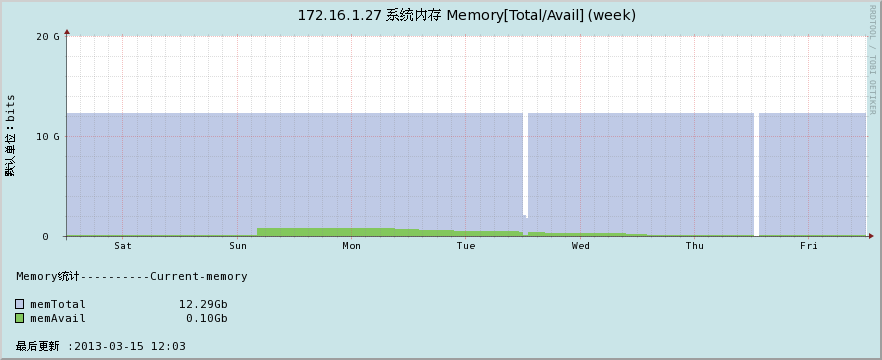 172.16.1.27 系统内存 Memory[Total/Avail] (week)
RRDTOOL / TOBI OETIKER
默认单位：bits
20 G
10 G
0
Sat Sun Mon Tue Wed Thu Fri
Memory统计----------Current-memory
memTotal 12.29Gb
memAvail 0.10Gb
最后更新 :2013-03-15 12:03